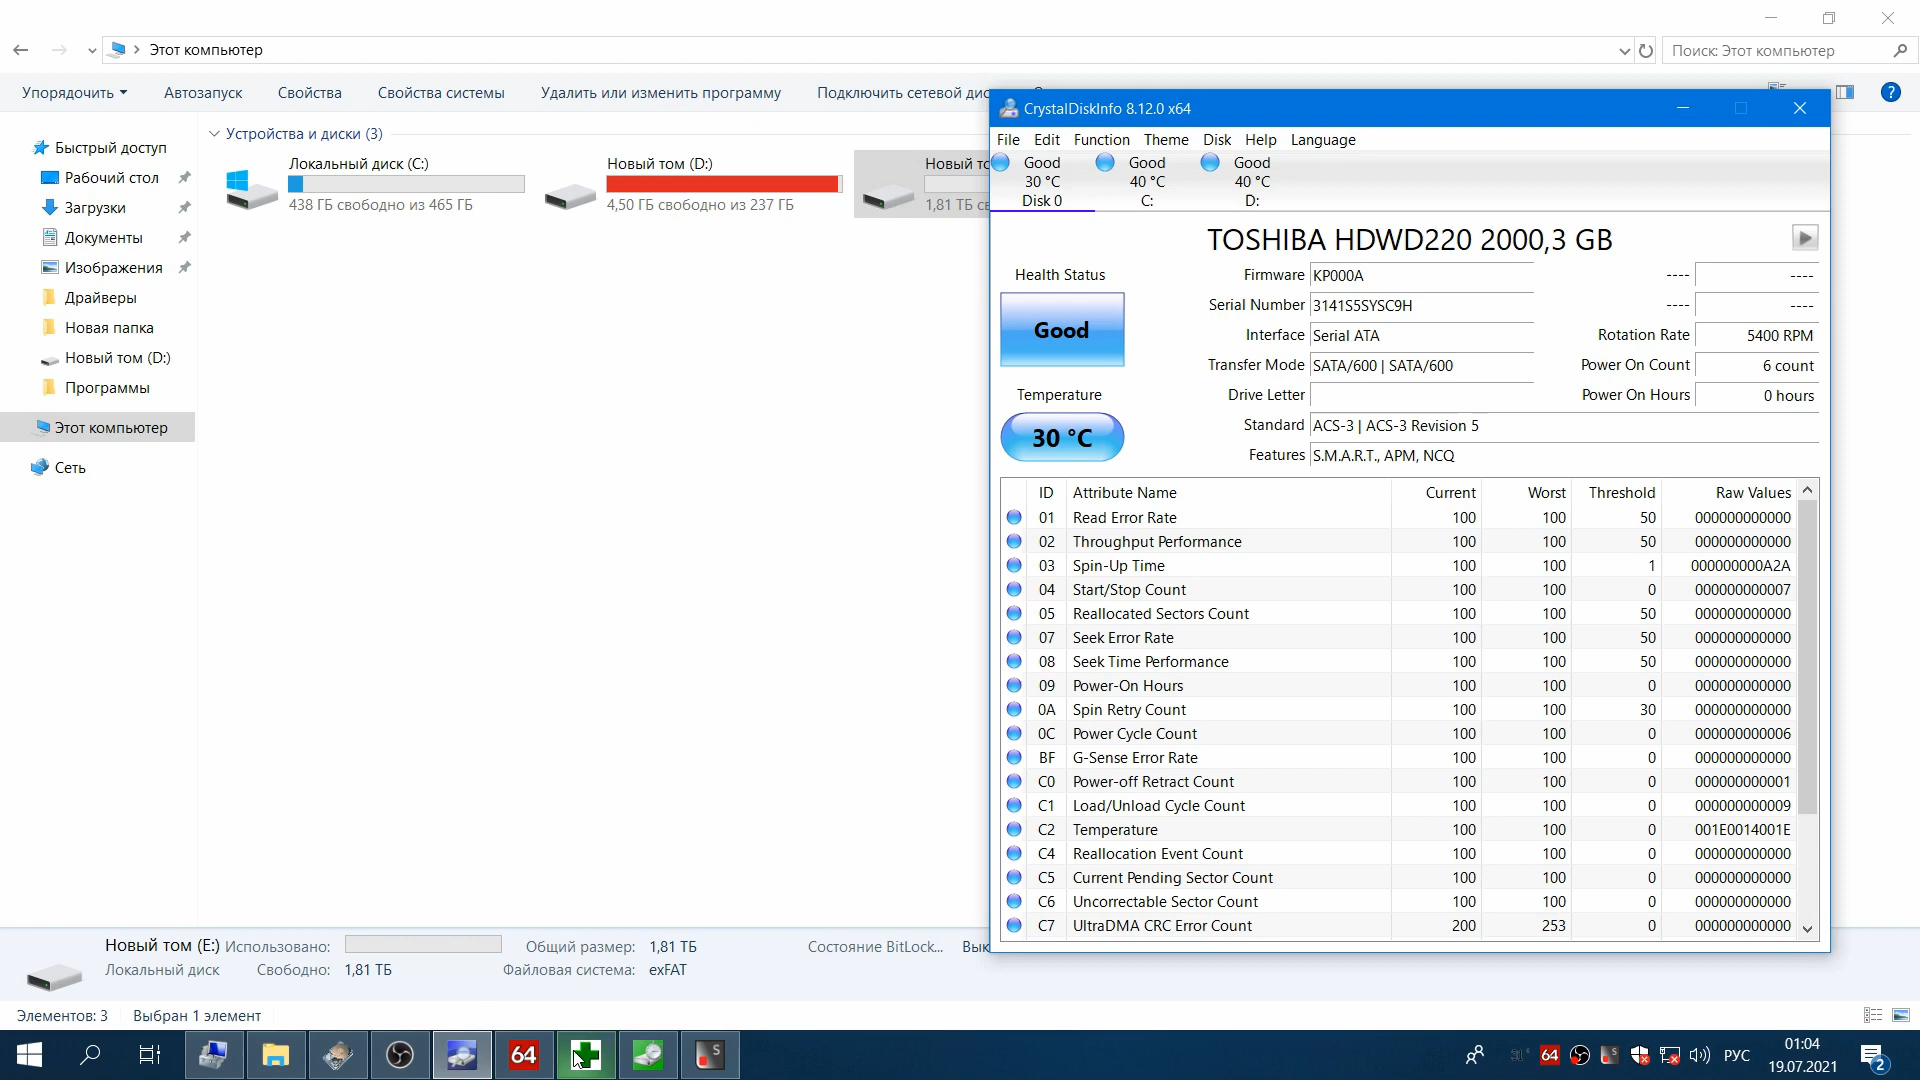 Этот компьютер
Поиск: Этот компьютер
Упорядочить
Автозапуск
Свойства
Свойства системы
Удалить или изменить программу
Подключить сетевой дис
Быстрый доступ
Рабочий стол
Загрузки
Документы
Изображения
Драйверы
Новая папка
Новый том (D:)
Программы
Этот компьютер
Сеть
Устройства и диски (3)
Локальный диск (C:)
438 ГБ свободно из 465 ГБ
Новый том (D:)
4,50 ГБ свободно из 237 ГБ
Новый то
1,81 ТБ св
CrystalDiskInfo 8.12.0 x64
File Edit Function Theme Disk Help Language
Good Good Good
30 °C 40 °C 40 °C
Disk 0 C: D:
TOSHIBA HDWD220 2000,3 GB
Health Status
Good
Temperature
30 °C
Firmware KP000A ---- ----
Serial Number 3141S5SYSC9H ---- ----
Interface Serial ATA Rotation Rate 5400 RPM
Transfer Mode SATA/600 | SATA/600 Power On Count 6 count
Drive Letter Power On Hours 0 hours
Standard ACS-3 | ACS-3 Revision 5
Features S.M.A.R.T., APM, NCQ
ID Attribute Name Current Worst Threshold Raw Values
01 Read Error Rate 100 100 50 000000000000
02 Throughput Performance 100 100 50 000000000000
03 Spin-Up Time 100 100 1 000000000A2A
04 Start/Stop Count 100 100 0 000000000007
05 Reallocated Sectors Count 100 100 50 000000000000
07 Seek Error Rate 100 100 50 000000000000
08 Seek Time Performance 100 100 50 000000000000
09 Power-On Hours 100 100 0 000000000000
0A Spin Retry Count 100 100 30 000000000000
0C Power Cycle Count 100 100 0 000000000006
BF G-Sense Error Rate 100 100 0 000000000000
C0 Power-off Retract Count 100 100 0 000000000001
C1 Load/Unload Cycle Count 100 100 0 000000000009
C2 Temperature 100 100 0 001E0014001E
C4 Reallocation Event Count 100 100 0 000000000000
C5 Current Pending Sector Count 100 100 0 000000000000
C6 Uncorrectable Sector Count 100 100 0 000000000000
C7 UltraDMA CRC Error Count 200 253 0 000000000000
Новый том (E:) Использовано: Общий размер: 1,81 ТБ Состояние BitLock... Вык
Локальный диск Свободно: 1,81 ТБ Файловая система: exFAT
Элементов: 3 Выбран 1 элемент
64
S
64
S
РУС
01:04
19.07.2021
2